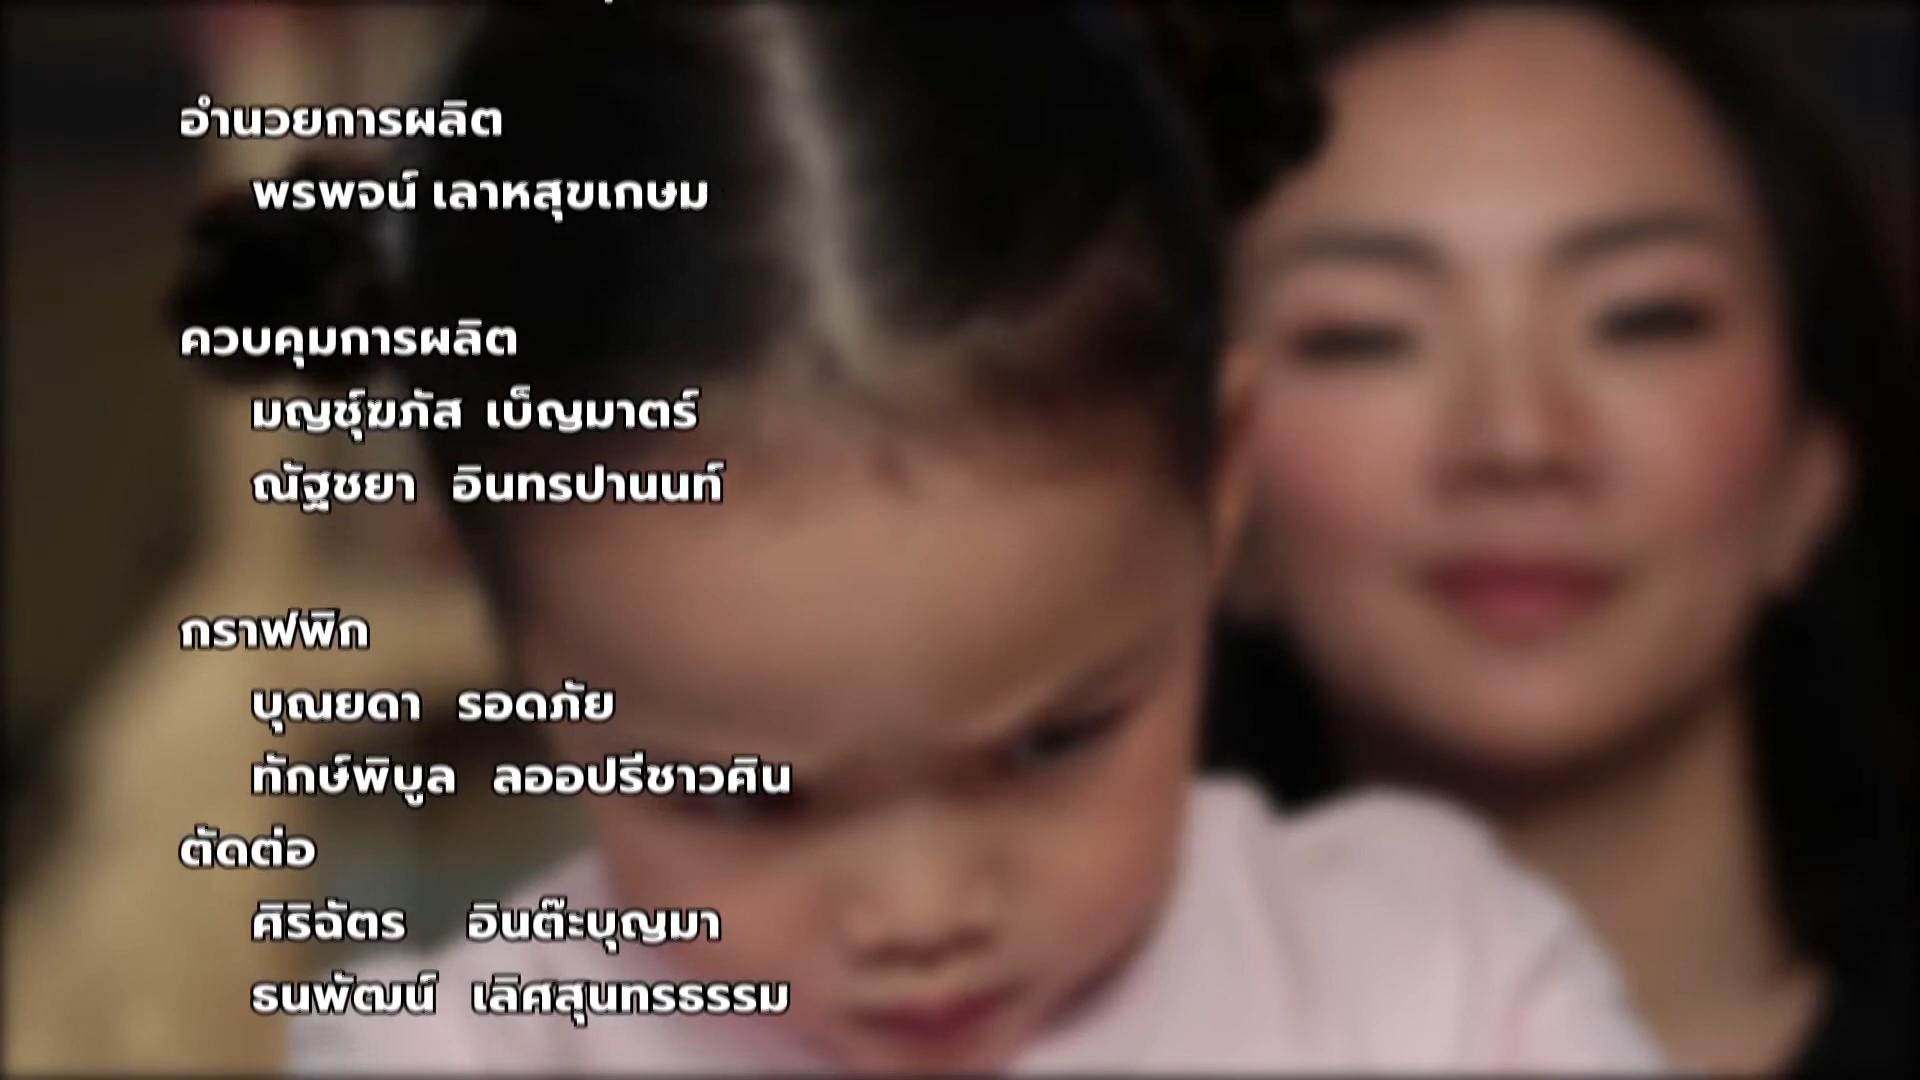 อำนวยการผลิต
พรพจน์ เลาหสุขเกษม
ควบคุมการผลิต
มญชุ์ฆภัส เบ็ญมาตร์
ณัฐชยา อินทรปานนท์
กราฟฟิก
บุณยดา รอดภัย
ทักษ์พิบูล ลออปรีชาวศิน
ตัดต่อ
ศิริฉัตร อินต๊ะบุญมา
ธนพัฒน์ เลิศสุนทรธรรม